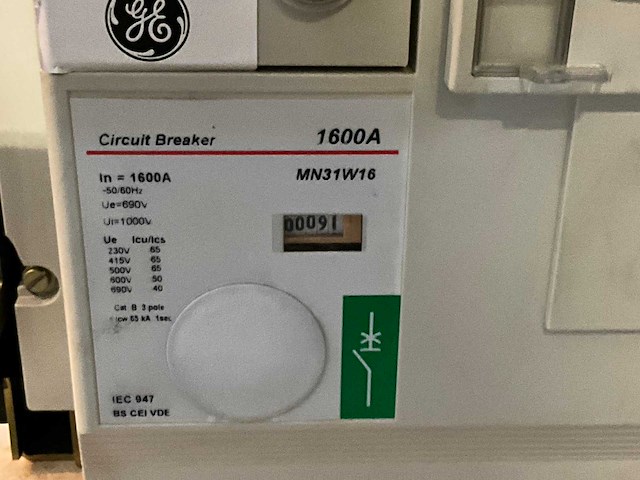 GE
Circuit Breaker 1600A
In = 1600A MN31W16
~50/60Hz
Ue=690V
Ui=1000V
00091
Ue Icu/Ics
230V 65
415V 65
500V 65
600V 50
690V 40
Cat B 3 pole
Icw 65 kA 1sec
IEC 947
BS CEI VDE